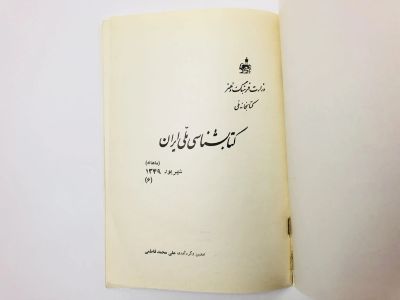 وزارت فرهنگ و هنر
کتابخانه ملی
کتابشناسی ملی ایران
(ماهانه)
شهریور ۱۳۴۹
(۶)
علی محمد فاطمی